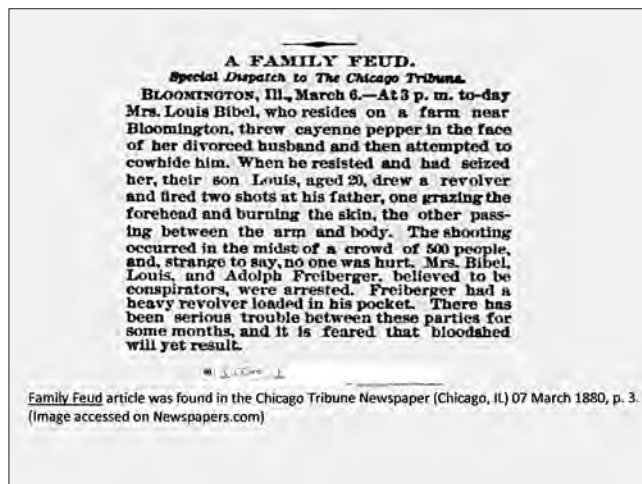 A FAMILY FEUD.
Special Dispatch to The Chicago Tribune.
BLOOMINGTON, Ill., March 6.—At 3 p. m. to-day
Mrs. Louis Bibel, who resides on a farm near
Bloomington, threw cayenne pepper in the face
of her divorced husband and then attempted to
cowhide him. When he resisted and had seized
her, their son Louis, aged 20, drew a revolver
and fired two shots at his father, one grazing the
forehead and burning the skin, the other pass-
ing between the arm and body. The shooting
occurred in the midst of a crowd of 500 people,
and, strange to say, no one was hurt. Mrs. Bibel,
Louis, and Adolph Freiberger, believed to be
conspirators, were arrested. Freiberger had a
heavy revolver loaded in his pocket. There has
been serious trouble between these parties for
some months, and it is feared that bloodshed
will yet result.
Family Feud article was found in the Chicago Tribune Newspaper (Chicago, IL) 07 March 1880, p. 3.
(Image accessed on Newspapers.com)